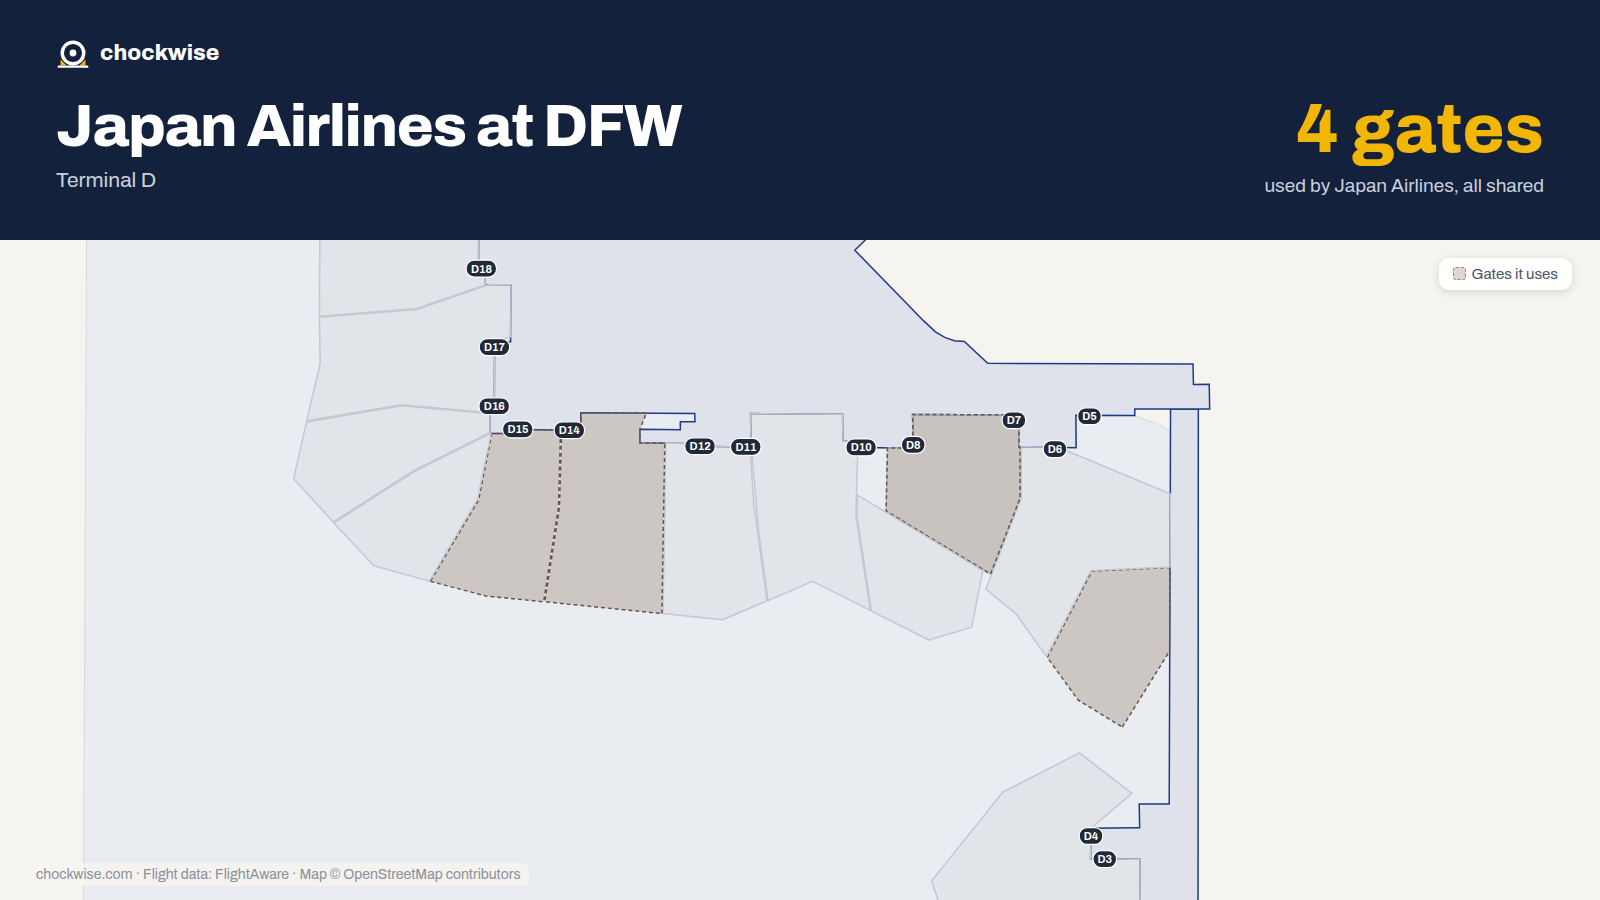 chockwise
Japan Airlines at DFW
Terminal D
4 gates
used by Japan Airlines, all shared
Gates it uses
D18
D17
D16
D15
D14
D12
D11
D10
D8
D7
D6
D5
D4
D3
chockwise.com · Flight data: FlightAware · Map © OpenStreetMap contributors